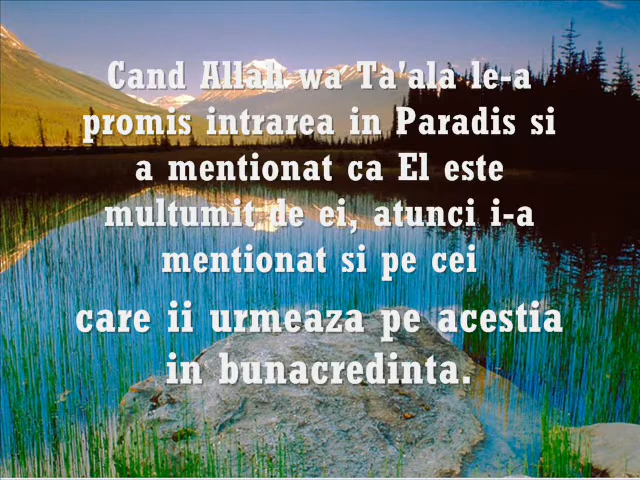 Cand Allah wa Ta'ala le-a
promis intrarea in Paradis si
a mentionat ca El este
multumit de ei, atunci i-a
mentionat si pe cei
care ii urmeaza pe acestia
in bunacredinta.